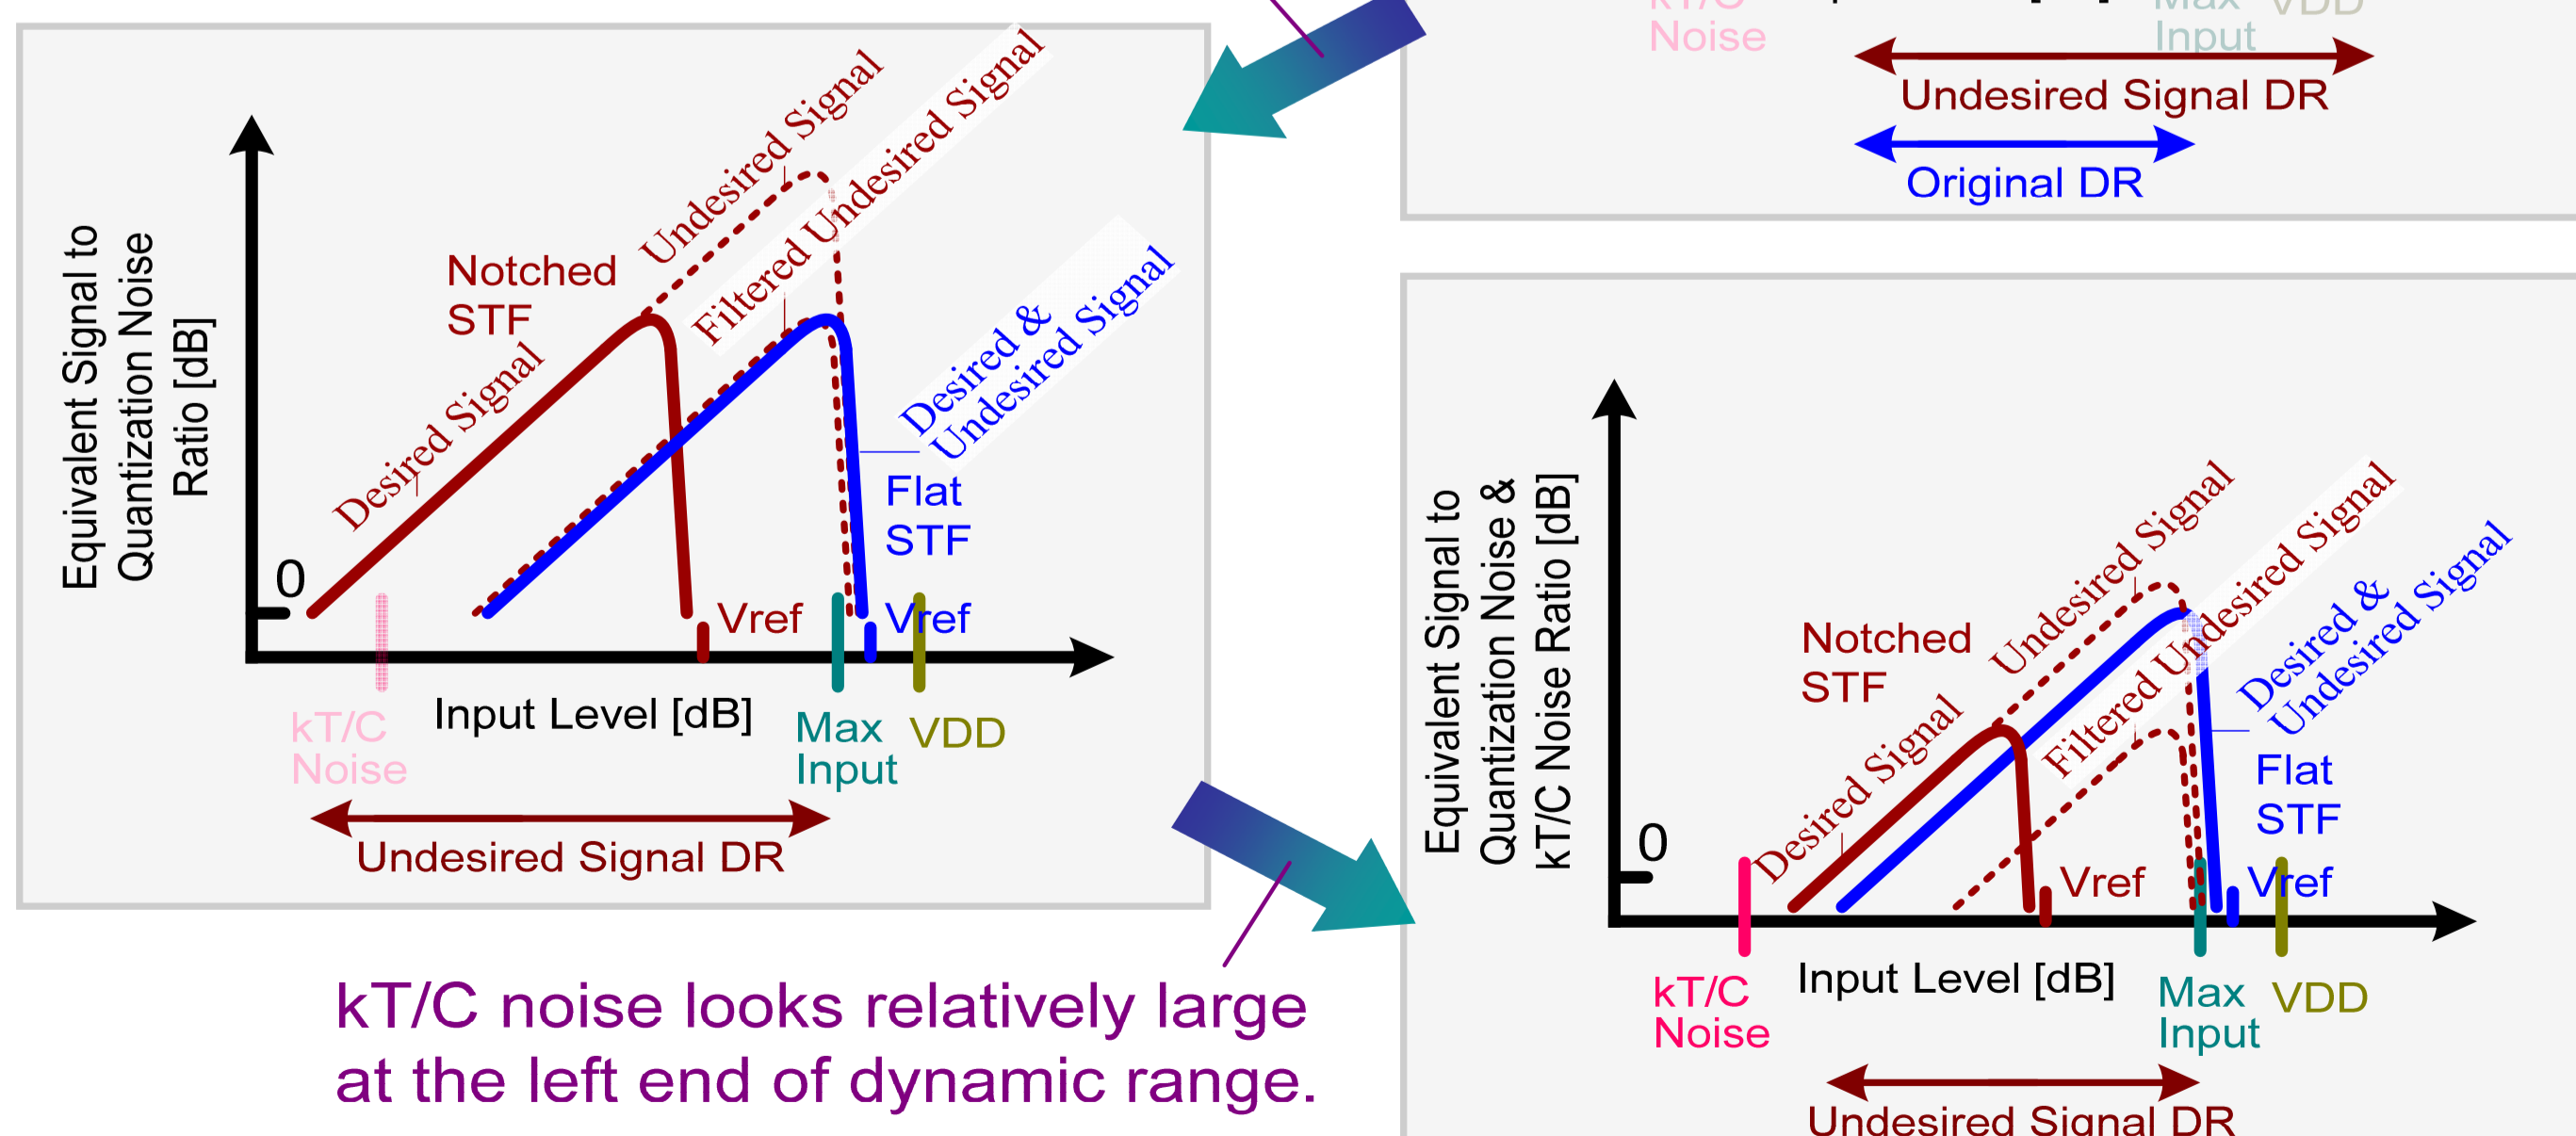 Equivalent Signal to
Quantization Noise
Ratio [dB]
0
Desired Signal
Notched
STF
Undesired Signal
Filtered Undesired Signal
Desired &
Undesired Signal
Flat
STF
Vref
Vref
kT/C
Noise
Input Level [dB]
Max
Input
VDD
Undesired Signal DR
kT/C
Noise
Max
Input
VDD
Undesired Signal DR
Original DR
kT/C noise looks relatively large
at the left end of dynamic range.
Equivalent Signal to
Quantization Noise &
kT/C Noise Ratio [dB]
0
Desired Signal
Notched
STF
Undesired Signal
Filtered Undesired Signal
Desired &
Undesired Signal
Flat
STF
Vref
Vref
kT/C
Noise
Input Level [dB]
Max
Input
VDD
Undesired Signal DR